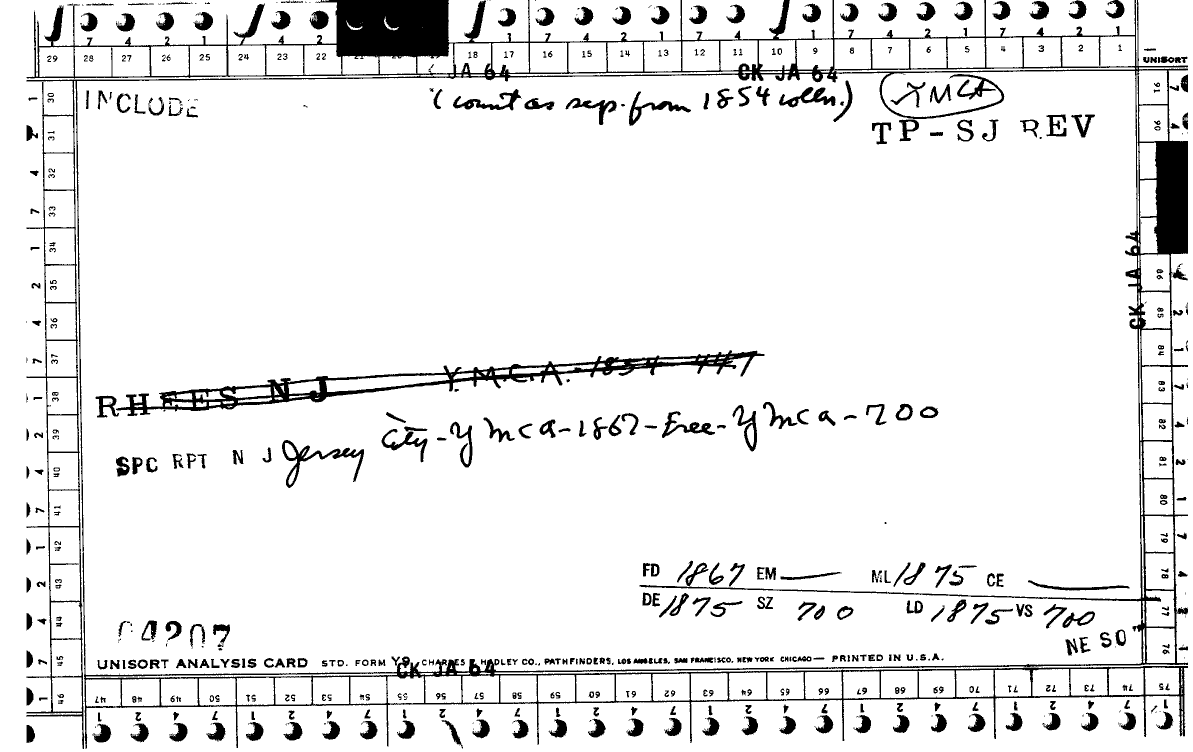 7 4 2 1 7 4 2 1 7 4 2 1 7 4 2 1 7 4 2 1 7 4 2 1
29 28 27 26 25 24 23 22 18 17 16 15 14 13 12 11 10 9 8 7 6 5 4 3 2 1
UNISORT
JA 64 CK JA 64
INCLUDE (count as sep. from 1854 colln.) YMCA
TP-SJ REV
CK JA 64
RHEES N J Y.M.C.A. 1854 447
SPC RPT N J Jersey City-YMCA-1867-Free-YMCA-700
FD 1867 EM — ML 1875 CE —
DE 1875 SZ 700 LD 1875 VS 700
NE SO
04207
UNISORT ANALYSIS CARD STD. FORM Y9 CHARLES R. HADLEY CO., PATHFINDERS, LOS ANGELES, SAN FRANCISCO, NEW YORK CHICAGO — PRINTED IN U.S.A.
CK JA 64
30 31 32 33 34 35 36 37 38 39 40 41 42 43 44 45 46
47 48 49 50 51 52 53 54 55 56 57 58 59 60 61 62 63 64 65 66 67 68 69 70 71 72 73 74 75
76 77 78 79 80 81 82 83 84 85 86 90 91